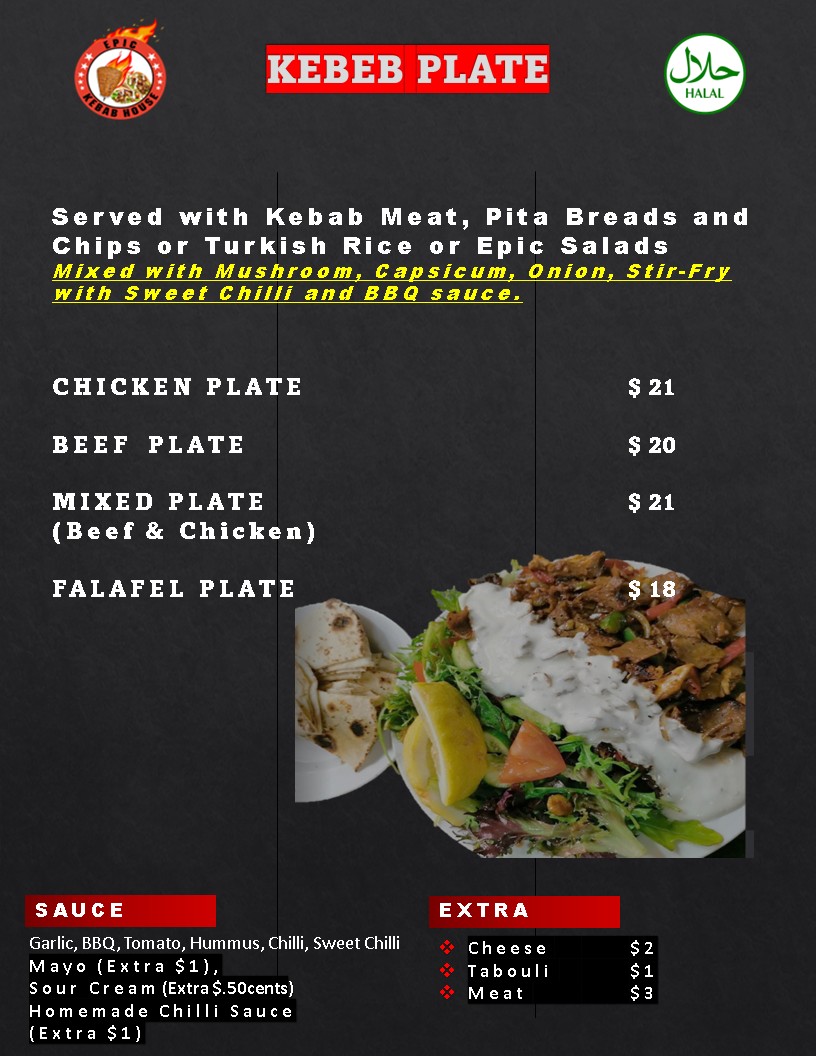 EPIC
KEBAB HOUSE
KEBEB PLATE
حلال
HALAL
Served with Kebab Meat, Pita Breads and
Chips or Turkish Rice or Epic Salads
Mixed with Mushroom, Capsicum, Onion, Stir-Fry
with Sweet Chilli and BBQ sauce.
CHICKEN PLATE $ 21
BEEF PLATE $ 20
MIXED PLATE $ 21
(Beef & Chicken)
FALAFEL PLATE $ 18
SAUCE
Garlic, BBQ, Tomato, Hummus, Chilli, Sweet Chilli
Mayo (Extra $1),
Sour Cream (Extra$.50cents)
Homemade Chilli Sauce
(Extra $1)
EXTRA
Cheese $2
Tabouli $1
Meat $3